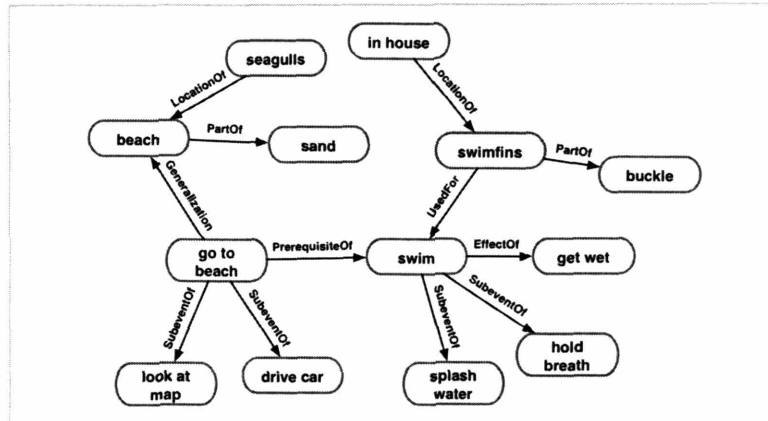 in house
seagulls
LocationOf
LocationOf
beach
PartOf
sand
swimfins
PartOf
buckle
Generalization
UsedFor
go to
beach
PrerequisiteOf
swim
EffectOf
get wet
SubeventOf
SubeventOf
SubeventOf
SubeventOf
look at
map
drive car
splash
water
hold
breath